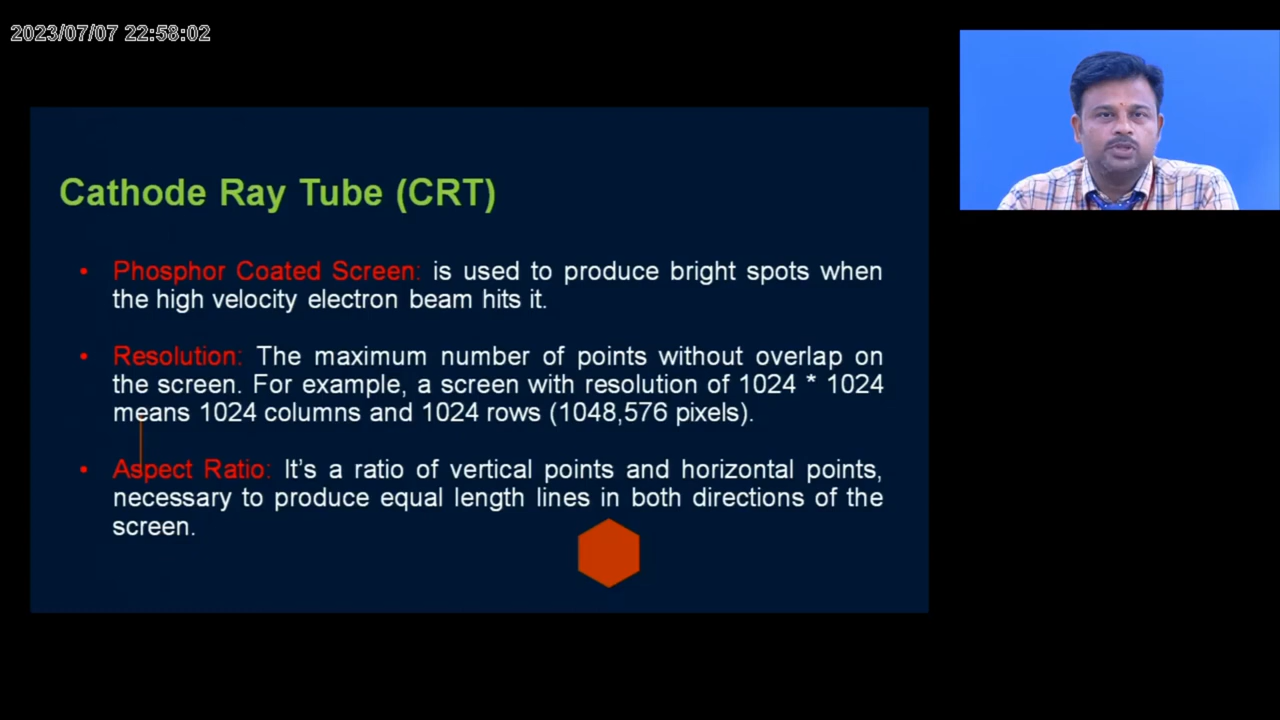 2023/07/07 22:58:02
Cathode Ray Tube (CRT)
• Phosphor Coated Screen: is used to produce bright spots when
the high velocity electron beam hits it.
• Resolution: The maximum number of points without overlap on
the screen. For example, a screen with resolution of 1024 * 1024
means 1024 columns and 1024 rows (1048,576 pixels).
• Aspect Ratio: It's a ratio of vertical points and horizontal points,
necessary to produce equal length lines in both directions of the
screen.